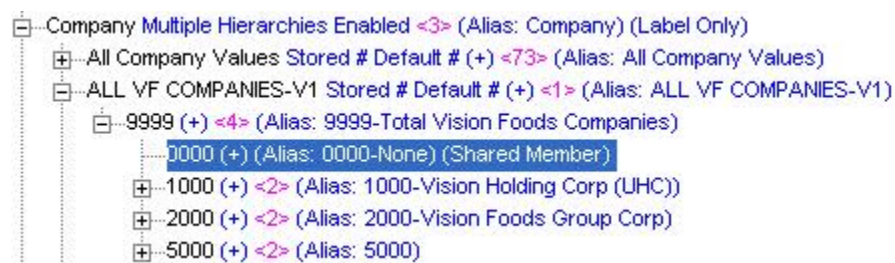 Company Multiple Hierarchies Enabled <3> (Alias: Company) (Label Only)
All Company Values Stored # Default # (+) <73> (Alias: All Company Values)
ALL VF COMPANIES-V1 Stored # Default # (+) <1> (Alias: ALL VF COMPANIES-V1)
9999 (+) <4> (Alias: 9999-Total Vision Foods Companies)
0000 (+) (Alias: 0000-None) (Shared Member)
1000 (+) <2> (Alias: 1000-Vision Holding Corp (UHC))
2000 (+) <2> (Alias: 2000-Vision Foods Group Corp)
5000 (+) <2> (Alias: 5000)